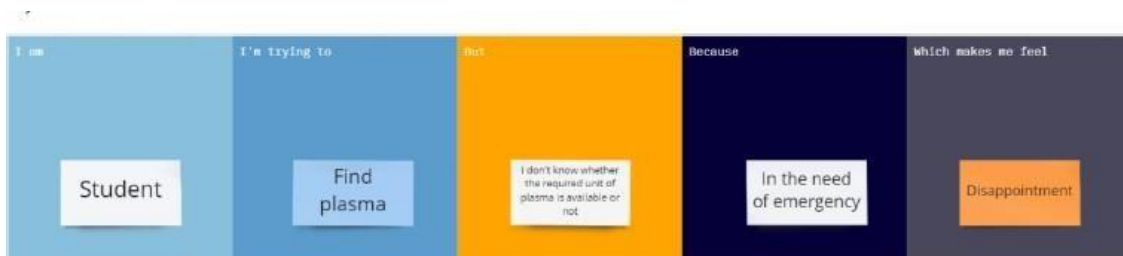 I am
Student
I'm trying to
Find
plasma
But
I don't know whether
the required unit of
plasma is available or
not
Because
In the need
of emergency
Which makes me feel
Disappointment